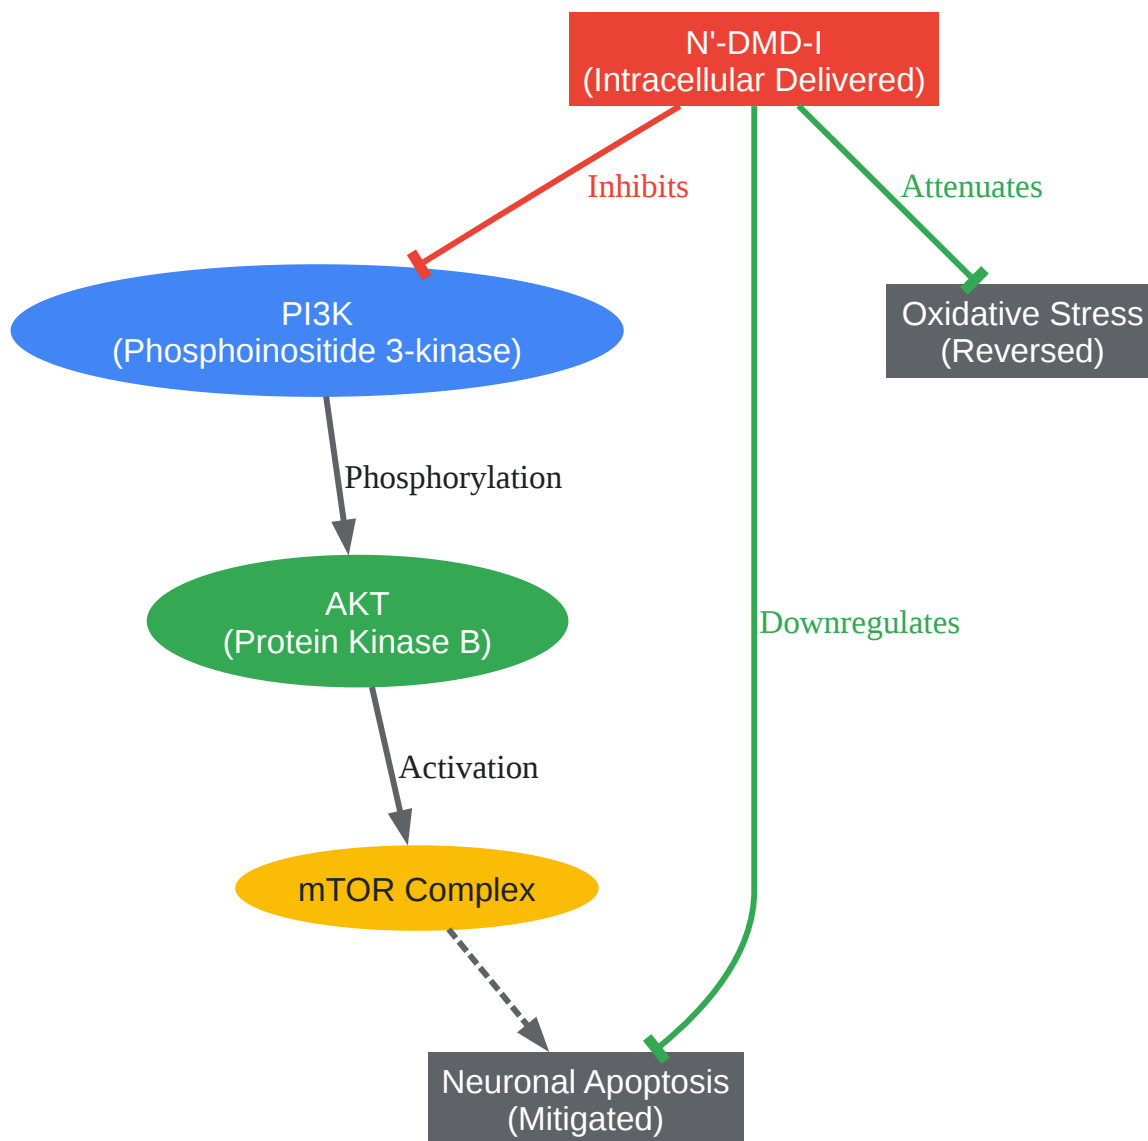 N'-DMD-I
(Intracellular Delivered)
Inhibits
Attenuates
PI3K
(Phosphoinositide 3-kinase)
Oxidative Stress
(Reversed)
Phosphorylation
AKT
(Protein Kinase B)
Downregulates
Activation
mTOR Complex
Neuronal Apoptosis
(Mitigated)